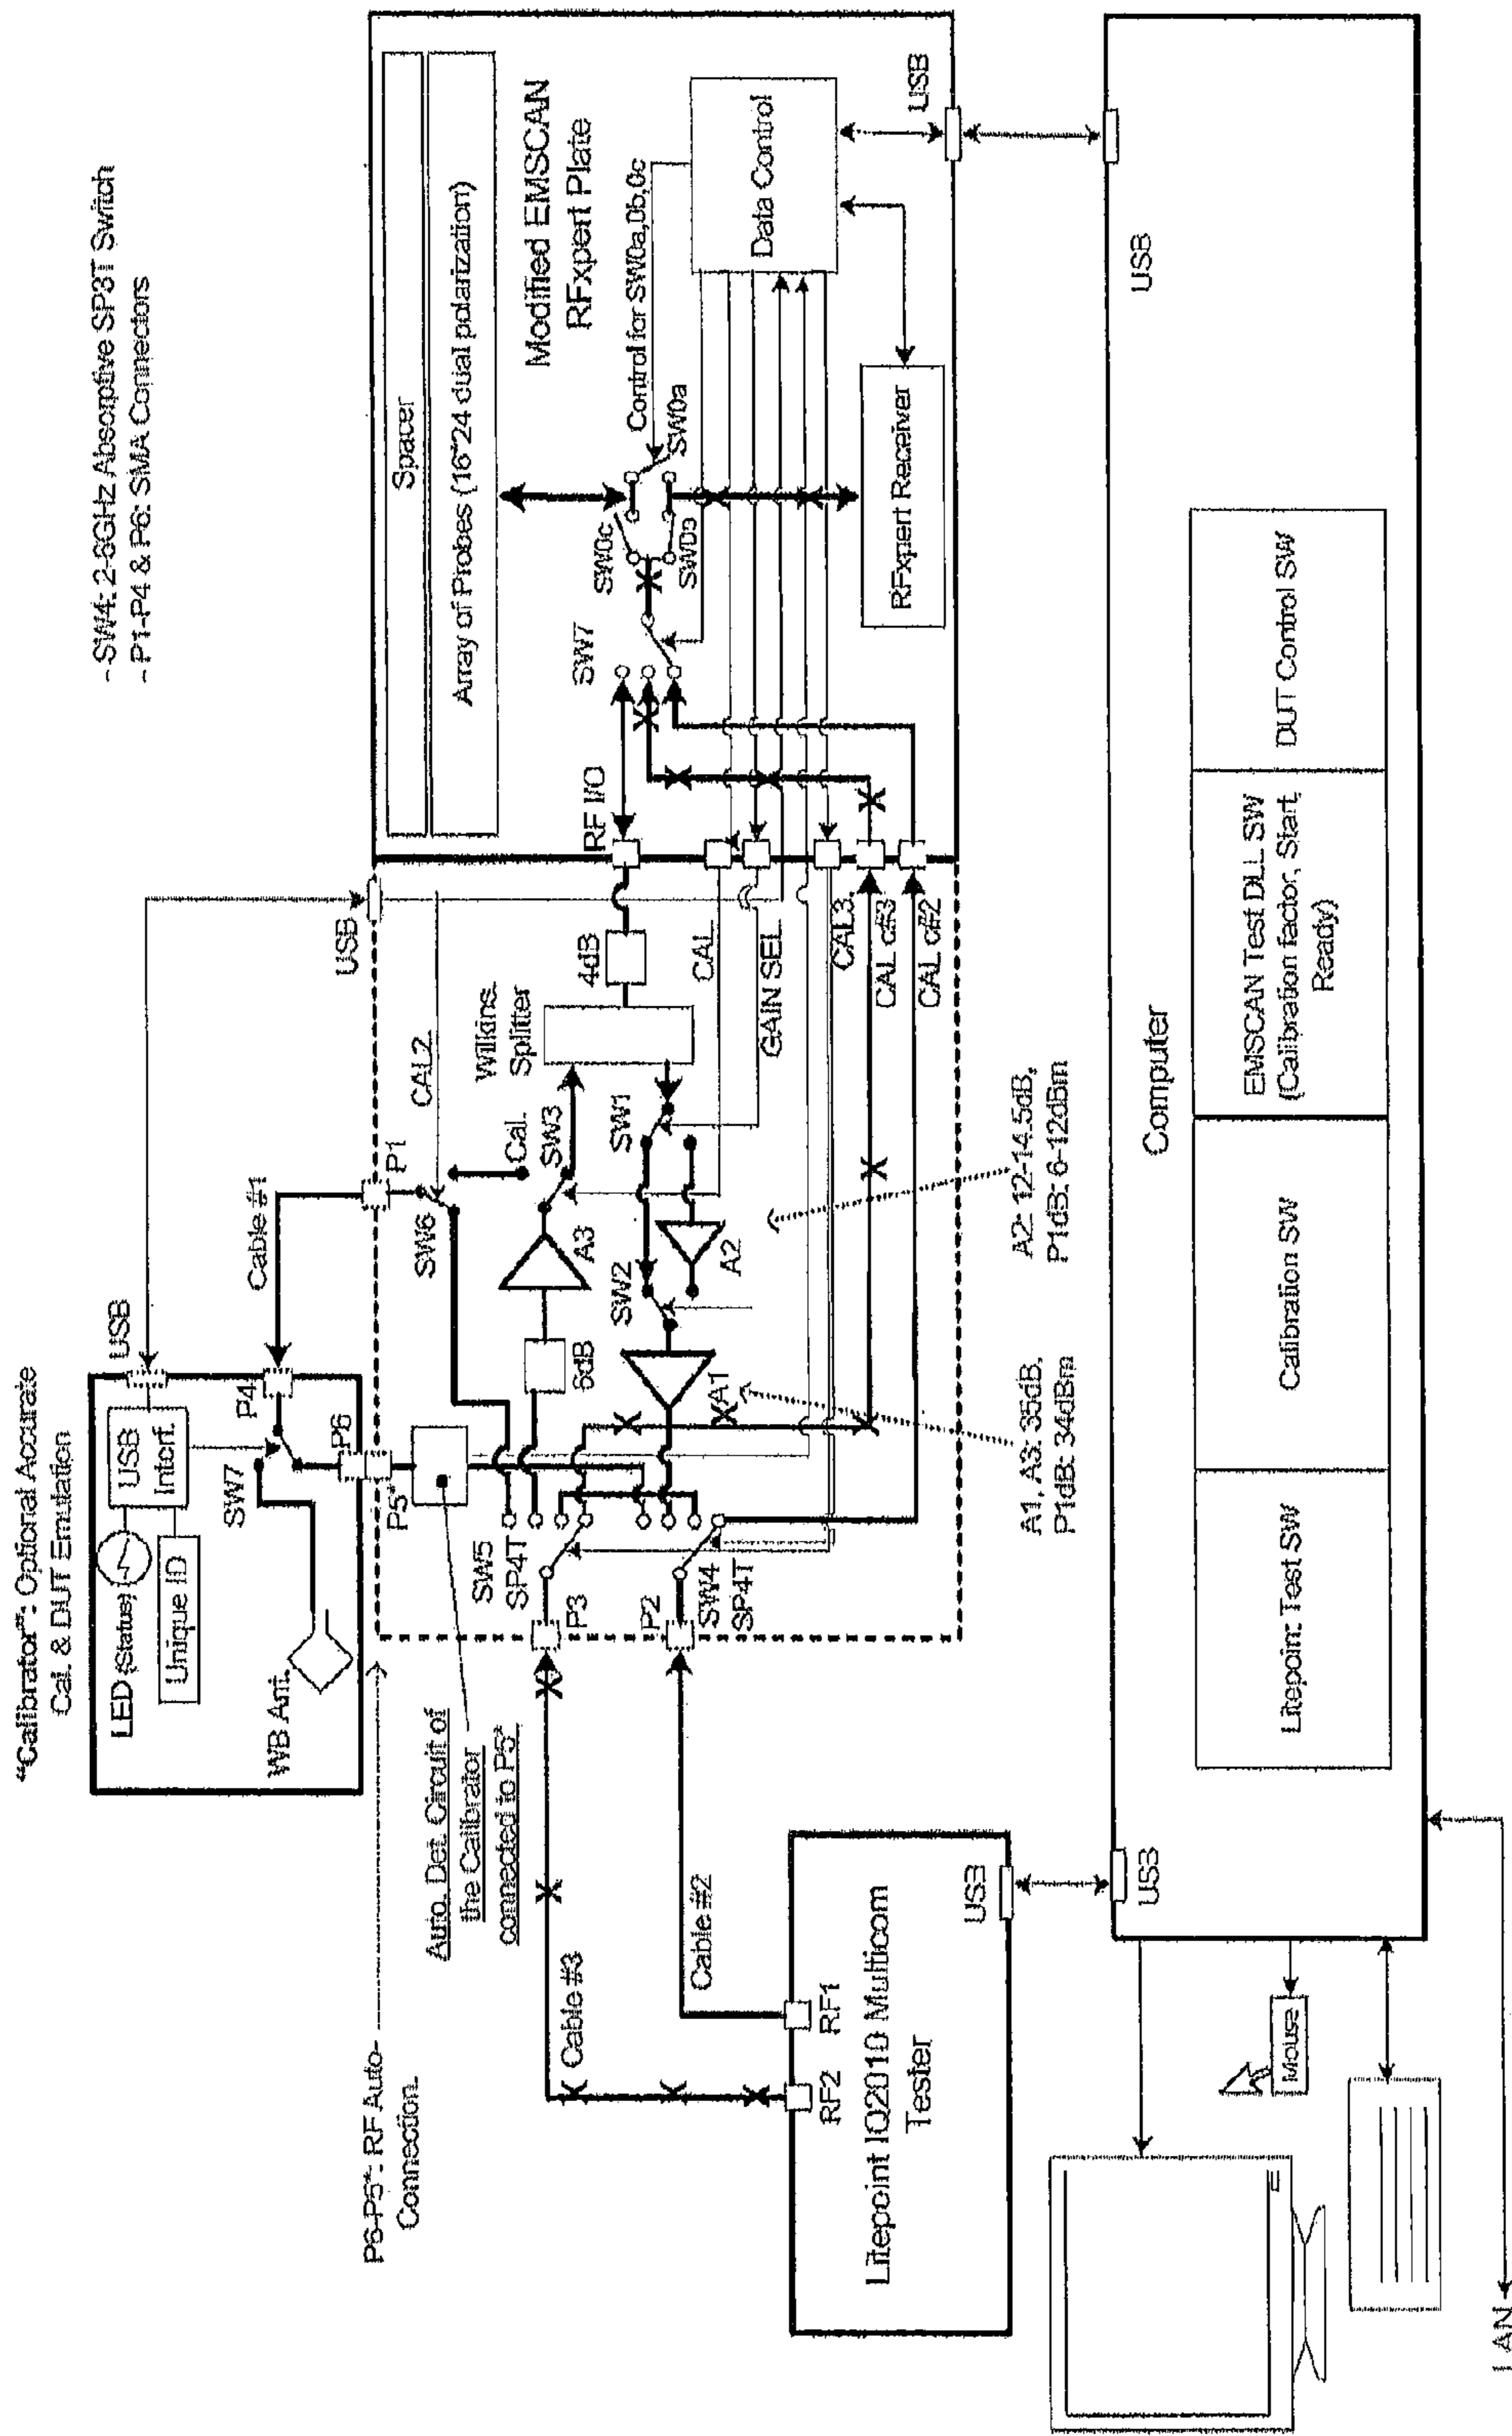 "Calibrator": Optional Accurate
Cal. & DUT Emulation
- SW4: 2-6GHz Absorptive SP3T Switch
- P1-P4 & P6: SMA Connectors
LED (Status)
USB
Interf.
Unique ID
WB Ant.
SW7
P4
P6
USB
Cable #1
P6-P5*: RF Auto-
Connection.
Auto. Det. Circuit of
the Calibrator
connected to P5*
P5*
P1
USB
CAL2
SW6
Cal.
SW3
A3
6dB
Wilkins.
Splitter
4dB
RF I/O
SW5
SP4T
P3
P2
SW4
SP4T
SW1
SW2
A2
A1
CAL
GAIN SEL
CAL3
CAL c#3
CAL c#2
A1, A3: 35dB,
P1dB: 34dBm
A2: 12-14.5dB,
P1dB: 6-12dBm
Spacer
Array of Probes (16*24 dual polarization)
Modified EMSCAN
RFxpert Plate
Control for SW0a,0b,0c
SW0c
SW0a
SW7
Data Control
RFxpert Receiver
USB
Cable #3
Cable #2
RF2
RF1
Litepoint IQ2010 Multicom
Tester
USB
USB
USB
Computer
Litepoint Test SW
Calibration SW
EMSCAN Test DLL SW
(Calibration factor, Start,
Ready)
DUT Control SW
Mouse
LAN